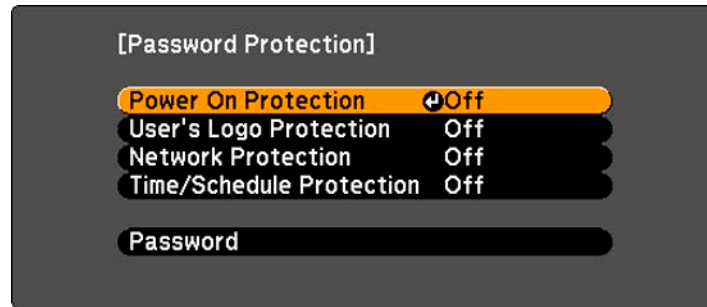 [Password Protection]
Power On Protection Off
User's Logo Protection Off
Network Protection Off
Time/Schedule Protection Off
Password